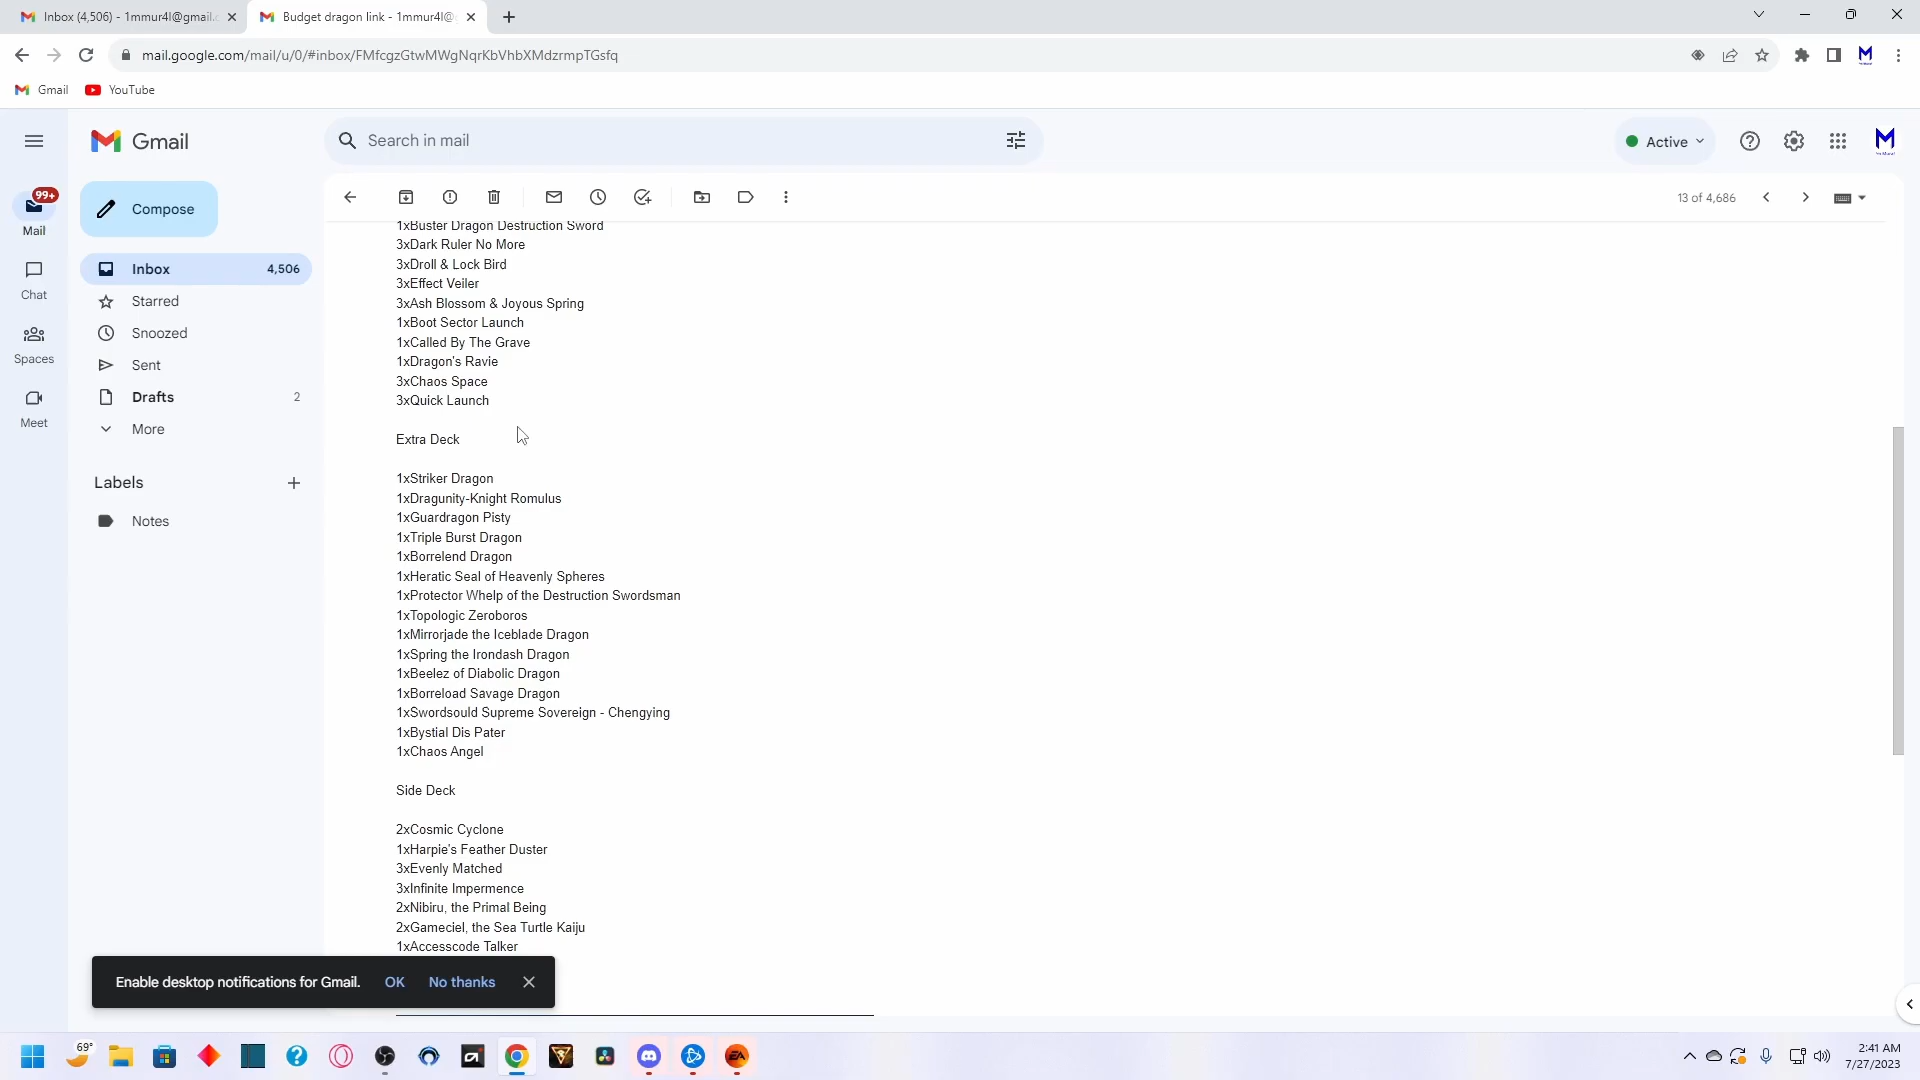 Inbox (4,506) - 1mmur4l@gmail.c
Budget dragon link - 1mmur4l@g
mail.google.com/mail/u/0/#inbox/FMfcgzGtwMWgNqrKbVhbXMdzrmpTGsfq
Gmail
YouTube
Gmail
Search in mail
Active
99+
Mail
Compose
13 of 4,686
Chat
Spaces
Meet
Inbox 4,506
Starred
Snoozed
Sent
Drafts 2
More
Labels
Notes
1xBuster Dragon Destruction Sword
3xDark Ruler No More
3xDroll & Lock Bird
3xEffect Veiler
3xAsh Blossom & Joyous Spring
1xBoot Sector Launch
1xCalled By The Grave
1xDragon's Ravie
3xChaos Space
3xQuick Launch
Extra Deck
1xStriker Dragon
1xDragunity-Knight Romulus
1xGuardragon Pisty
1xTriple Burst Dragon
1xBorrelend Dragon
1xHeratic Seal of Heavenly Spheres
1xProtector Whelp of the Destruction Swordsman
1xTopologic Zeroboros
1xMirrorjade the Iceblade Dragon
1xSpring the Irondash Dragon
1xBeelez of Diabolic Dragon
1xBorreload Savage Dragon
1xSwordsould Supreme Sovereign - Chengying
1xBystial Dis Pater
1xChaos Angel
Side Deck
2xCosmic Cyclone
1xHarpie's Feather Duster
3xEvenly Matched
3xInfinite Impermence
2xNibiru, the Primal Being
2xGameciel, the Sea Turtle Kaiju
1xAccesscode Talker
Enable desktop notifications for Gmail. OK No thanks
69°
2:41 AM
7/27/2023